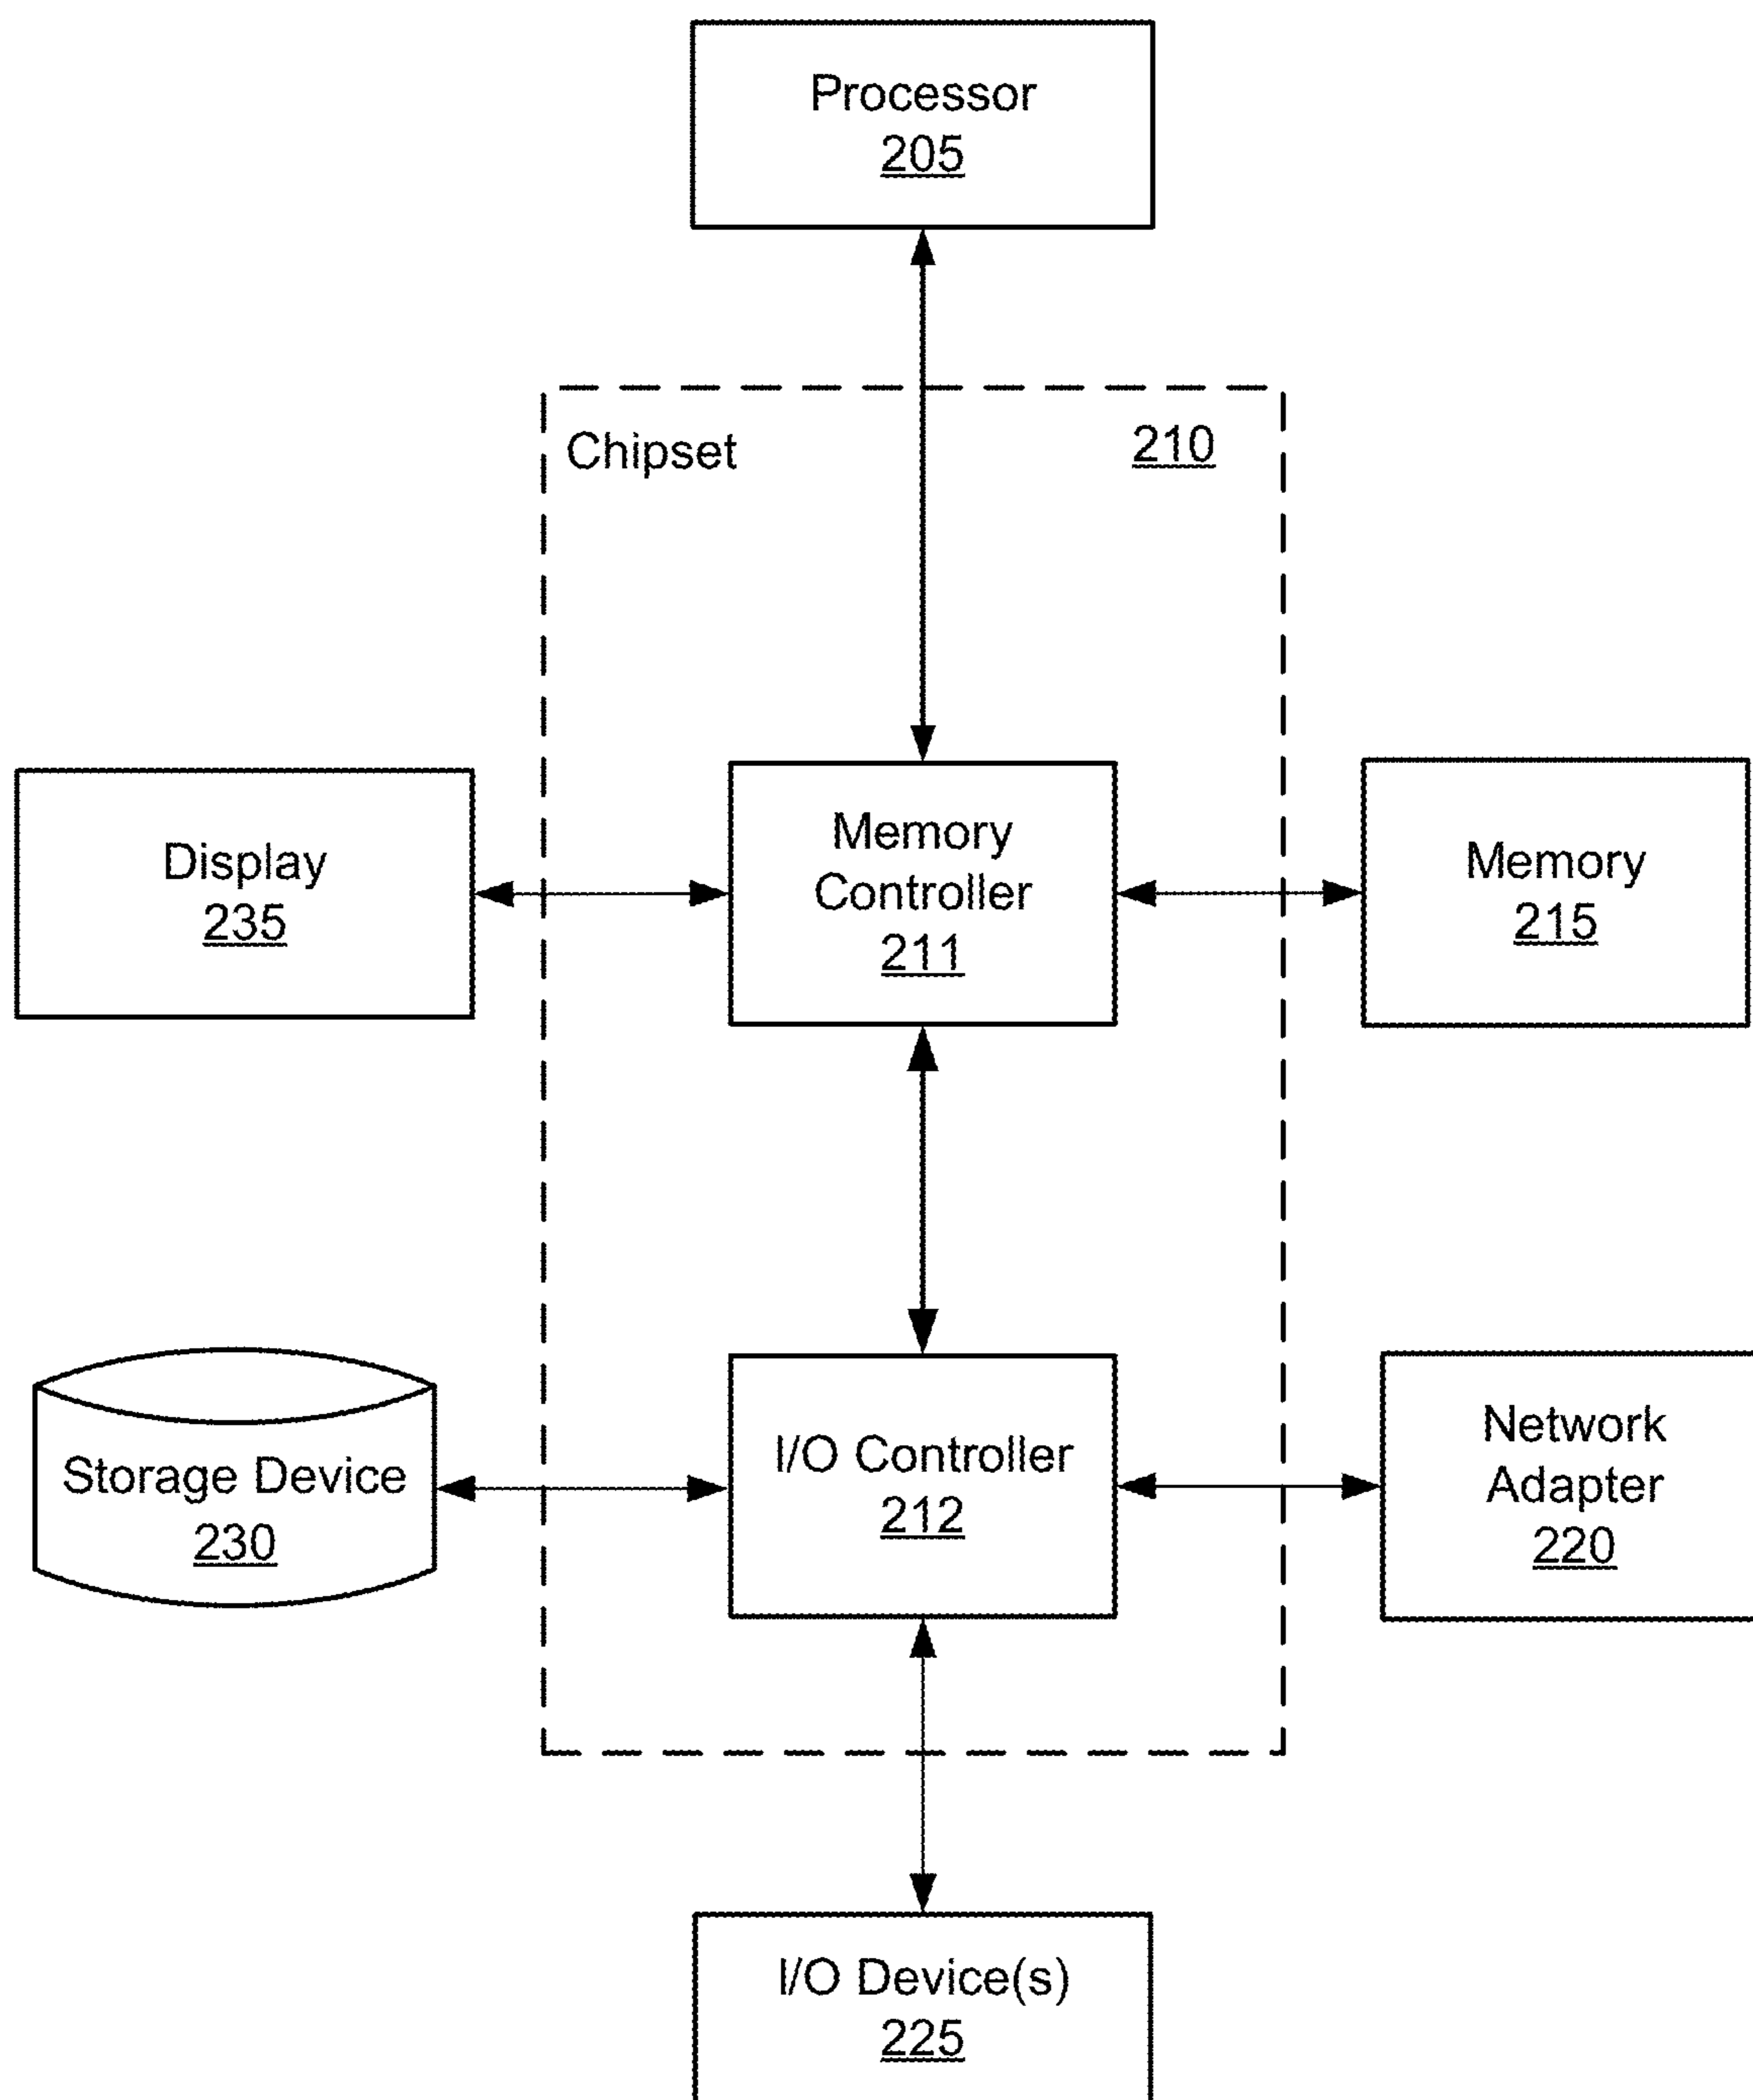 Processor
205
Chipset
210
Display
235
Memory
Controller
211
Memory
215
Storage Device
230
I/O Controller
212
Network
Adapter
220
I/O Device(s)
225